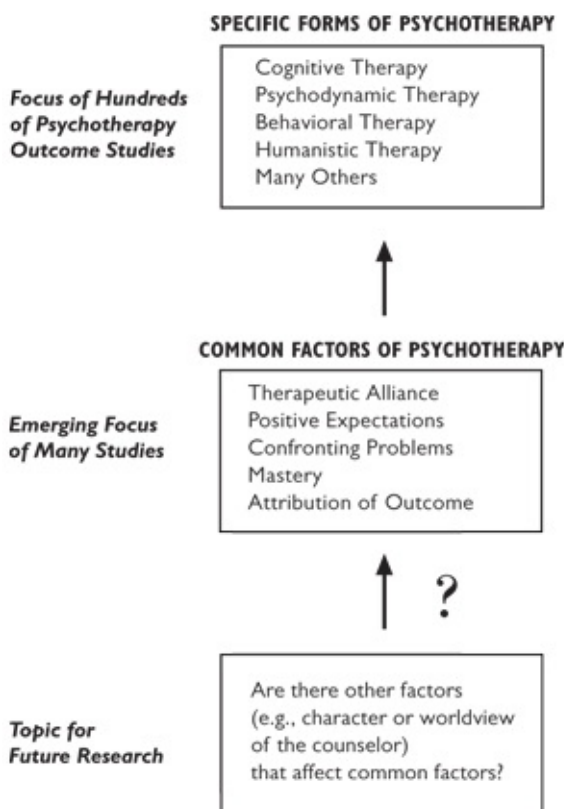 SPECIFIC FORMS OF PSYCHOTHERAPY
Focus of Hundreds
of Psychotherapy
Outcome Studies
Cognitive Therapy
Psychodynamic Therapy
Behavioral Therapy
Humanistic Therapy
Many Others
COMMON FACTORS OF PSYCHOTHERAPY
Emerging Focus
of Many Studies
Therapeutic Alliance
Positive Expectations
Confronting Problems
Mastery
Attribution of Outcome
?
Topic for
Future Research
Are there other factors
(e.g., character or worldview
of the counselor)
that affect common factors?